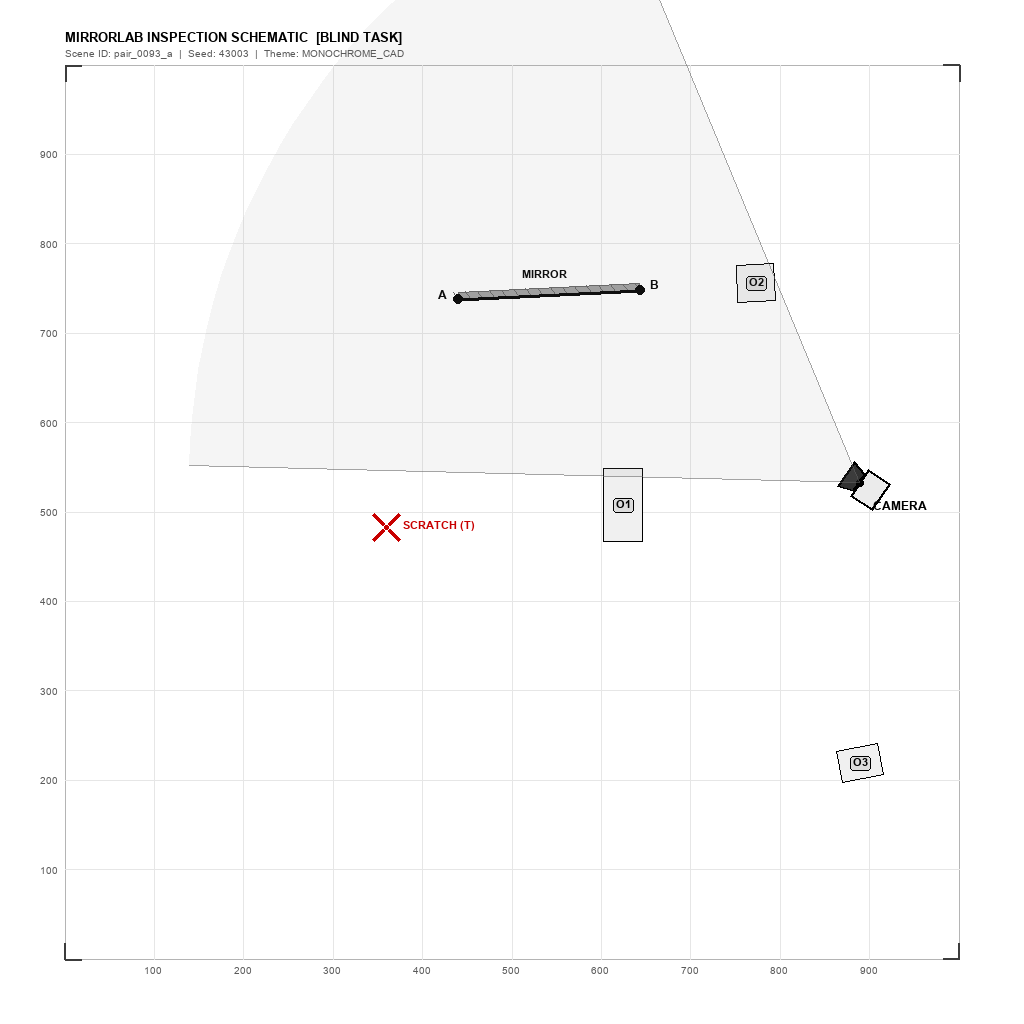 MIRRORLAB INSPECTION SCHEMATIC  [BLIND TASK]
Scene ID: pair_0093_a  |  Seed: 43003  |  Theme: MONOCHROME_CAD
900
800
MIRROR
A
B
O2
700
600
O1
CAMERA
500
SCRATCH (T)
400
300
O3
200
100
100 200 300 400 500 600 700 800 900